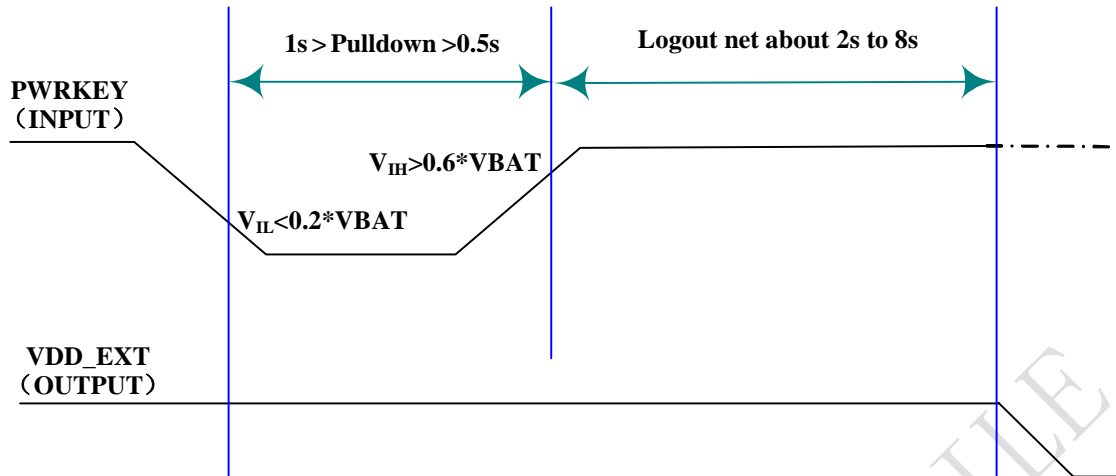 1s > Pulldown >0.5s
Logout net about 2s to 8s
PWRKEY
（INPUT）
VIH>0.6*VBAT
VIL<0.2*VBAT
VDD_EXT
（OUTPUT）
ILE